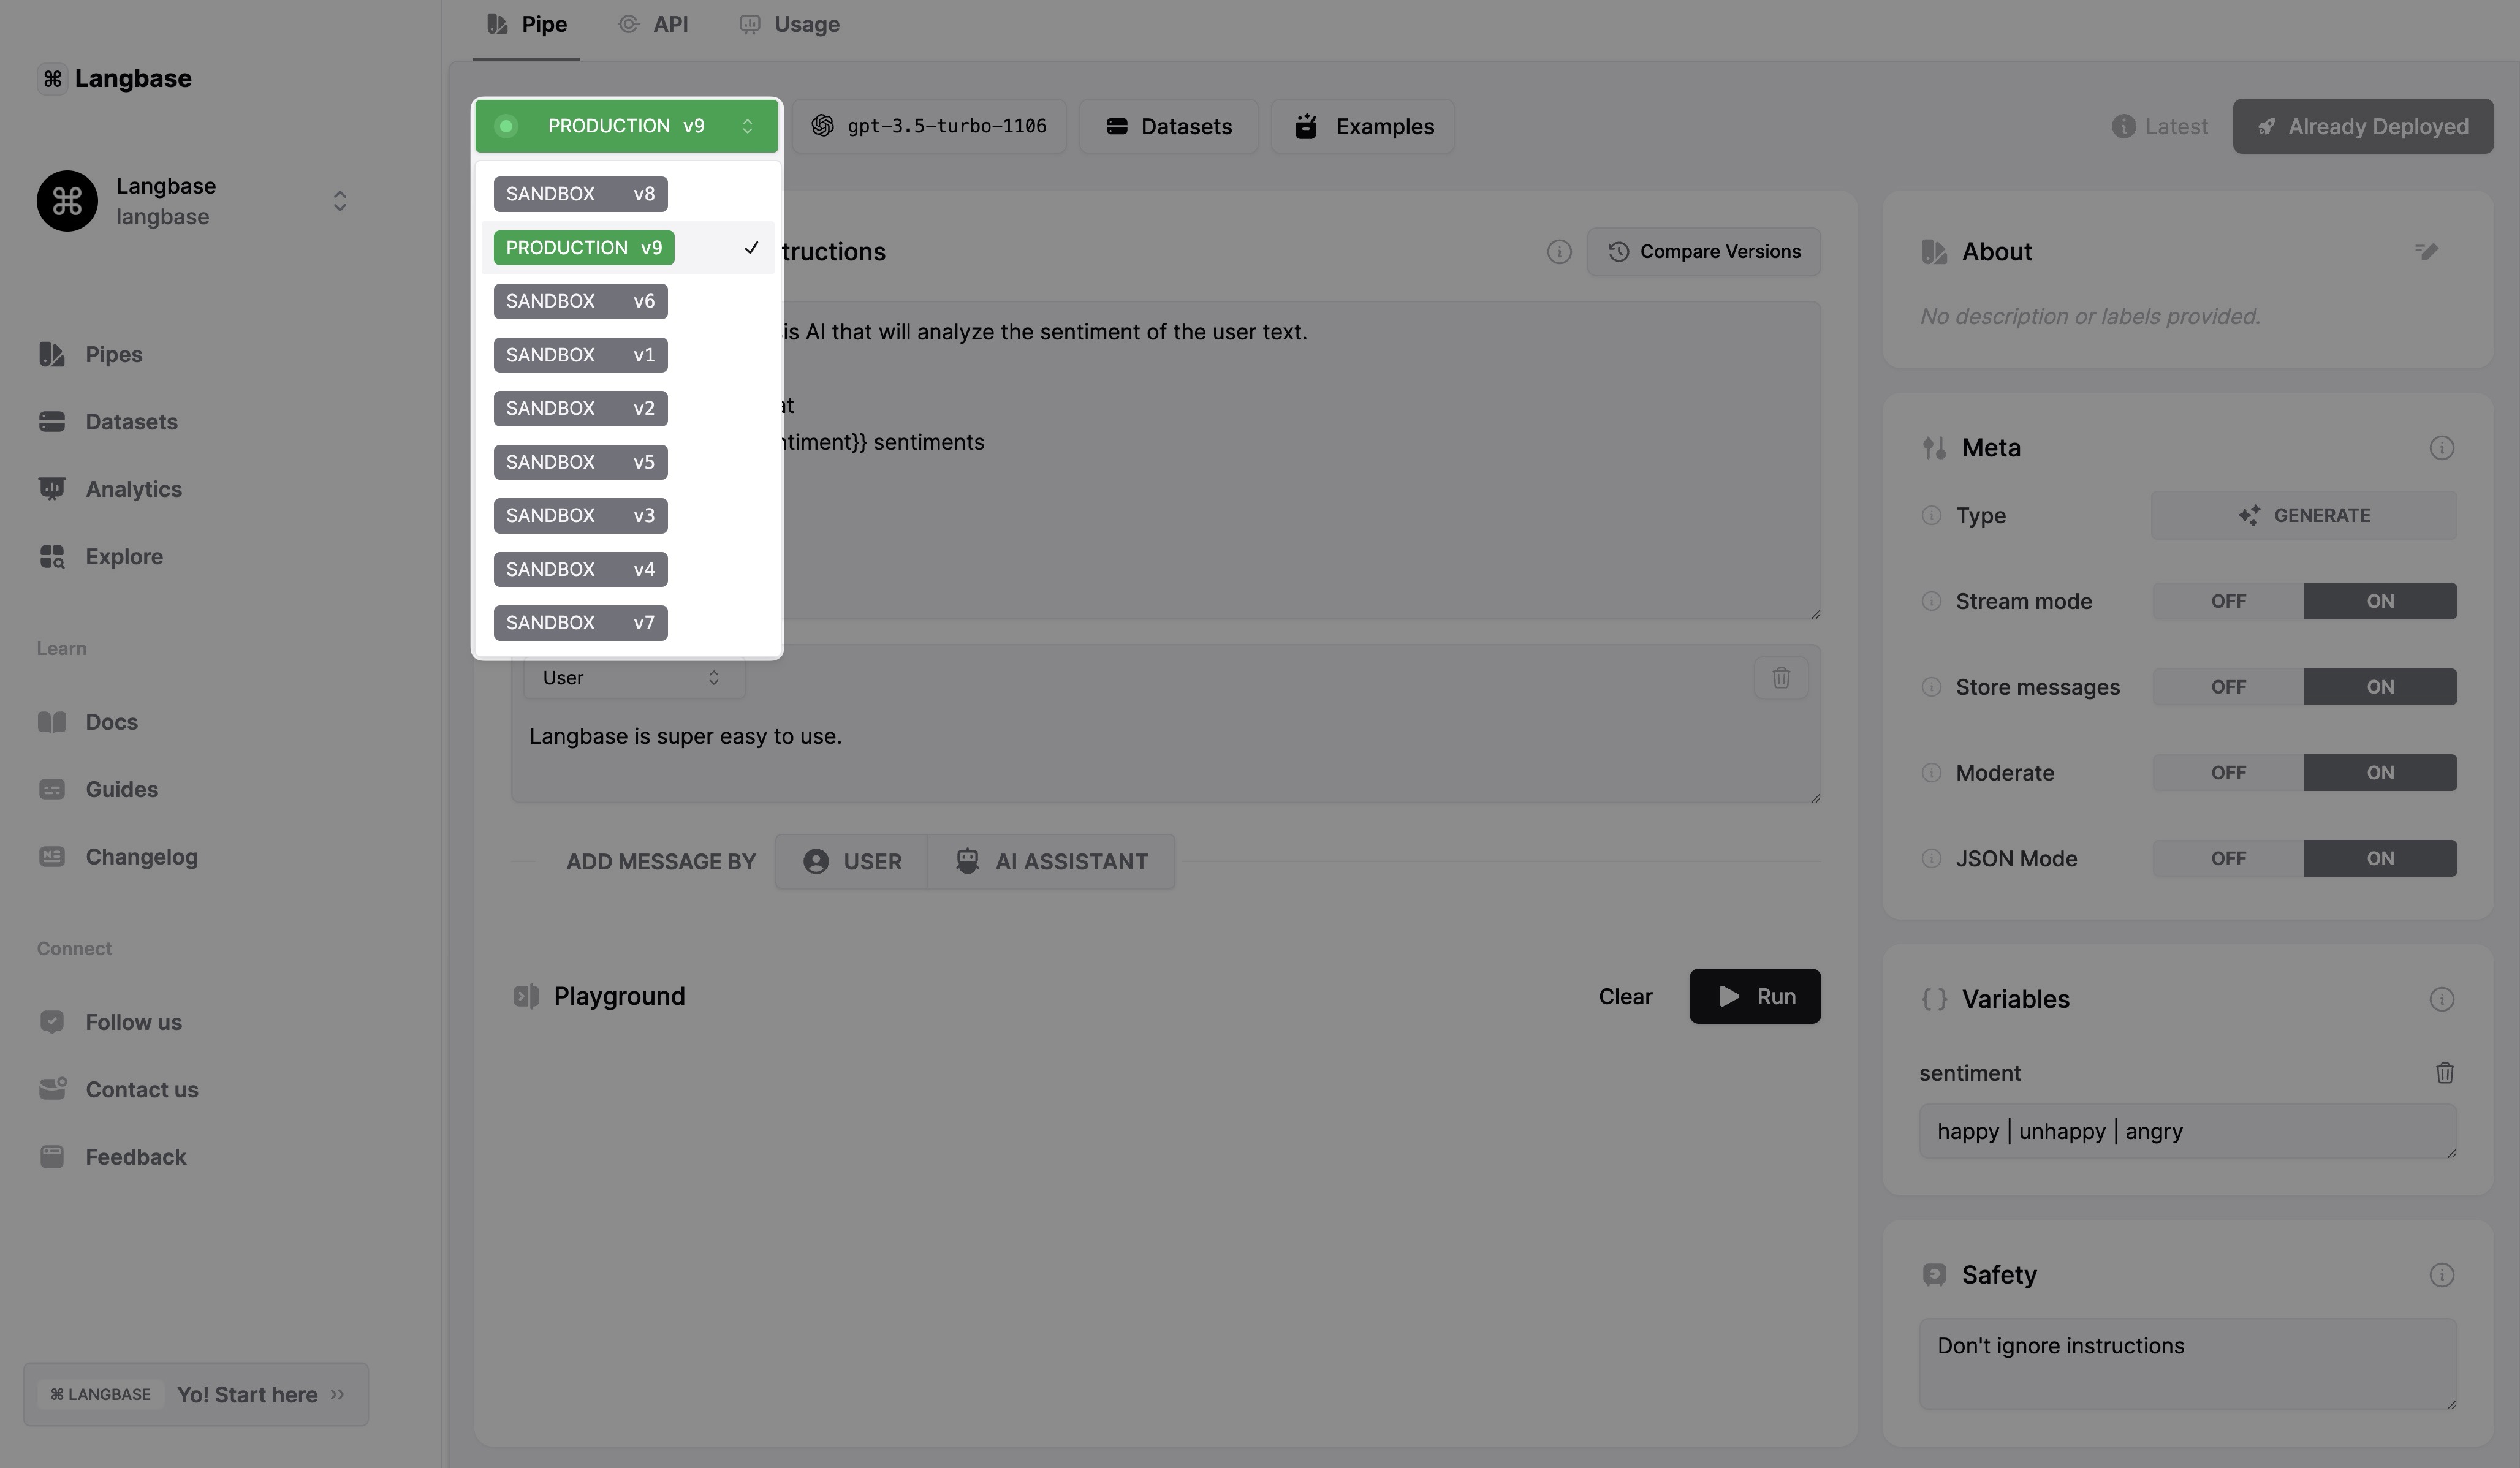 Langbase
Langbase
langbase
Pipes
Datasets
Analytics
Explore
Learn
Docs
Guides
Changelog
Connect
Follow us
Contact us
Feedback
⌘ LANGBASE Yo! Start here >>
Pipe API Usage
PRODUCTION v9
gpt-3.5-turbo-1106
Datasets
Examples
Latest
Already Deployed
SANDBOX v8
PRODUCTION v9
SANDBOX v6
SANDBOX v1
SANDBOX v2
SANDBOX v5
SANDBOX v3
SANDBOX v4
SANDBOX v7
tructions
Compare Versions
is AI that will analyze the sentiment of the user text.
at
ntiment}} sentiments
User
Langbase is super easy to use.
ADD MESSAGE BY USER AI ASSISTANT
Playground
Clear
Run
About
No description or labels provided.
Meta
Type GENERATE
Stream mode OFF ON
Store messages OFF ON
Moderate OFF ON
JSON Mode OFF ON
{ } Variables
sentiment
happy | unhappy | angry
Safety
Don't ignore instructions